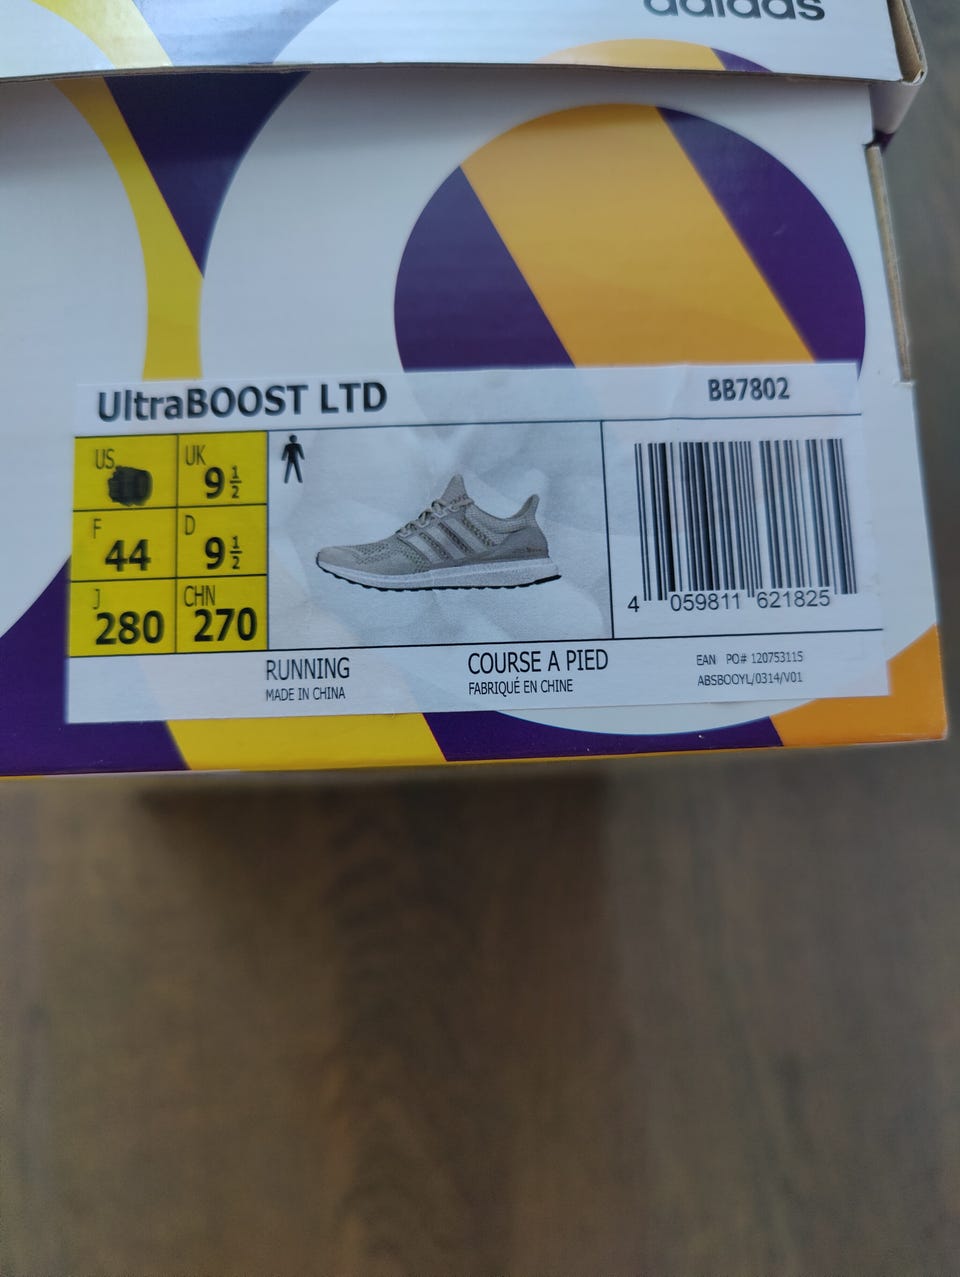 adidas
UltraBOOST LTD
BB7802
US
UK
9 1/2
F
44
D
9 1/2
J
280
CHN
270
4 059811 621825
RUNNING
MADE IN CHINA
COURSE A PIED
FABRIQUÉ EN CHINE
EAN PO# 120753115
ABSBOOYL/0314/V01